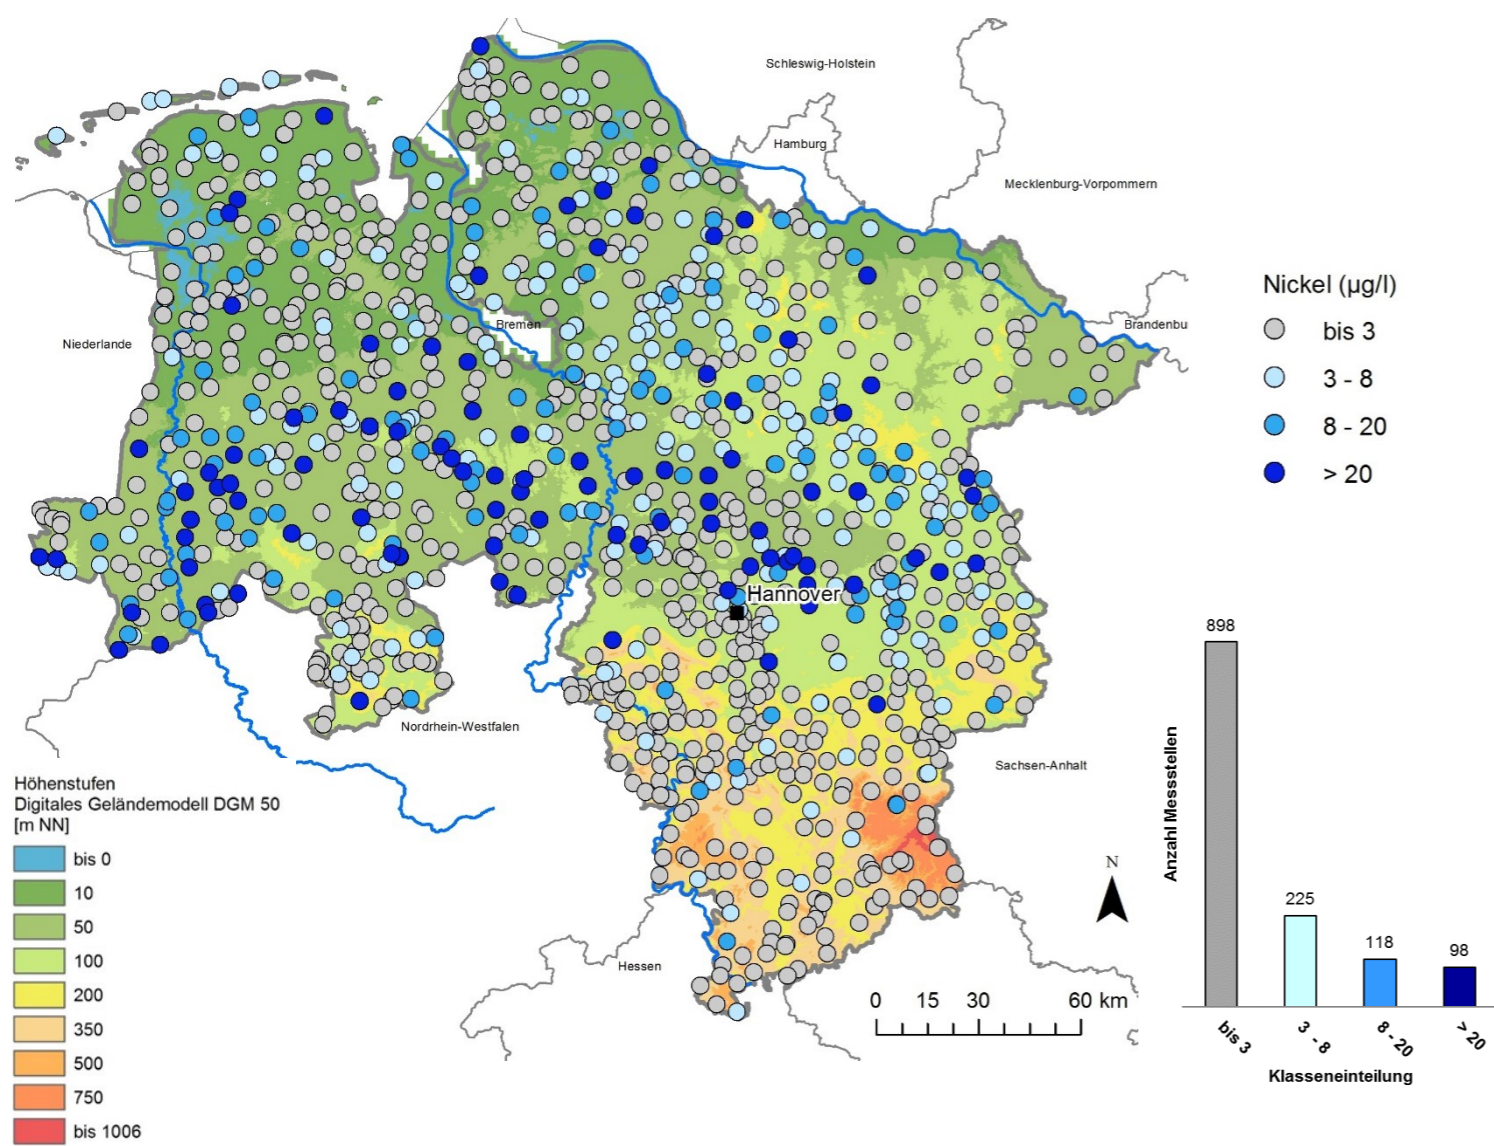 Schleswig-Holstein
Hamburg
Mecklenburg-Vorpommern
Niederlande
Bremen
Brandenbu
Hannover
Nordrhein-Westfalen
Sachsen-Anhalt
Hessen
N
0 15 30 60 km
Nickel (µg/l)
bis 3
3 - 8
8 - 20
> 20
Höhenstufen
Digitales Geländemodell DGM 50
[m NN]
bis 0
10
50
100
200
350
500
750
bis 1006
Anzahl Messstellen
898
225
118
98
bis 3
3 - 8
8 - 20
> 20
Klasseneinteilung